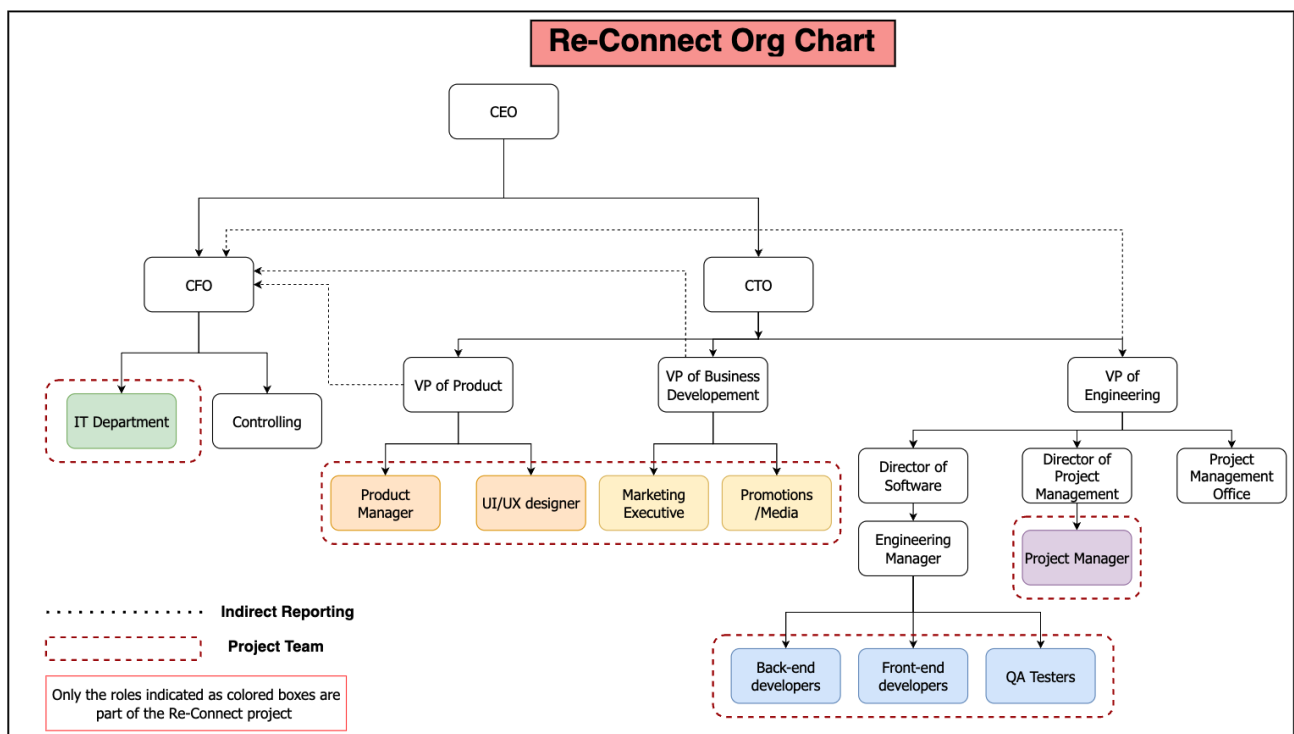 Re-Connect Org Chart
CEO
CFO
CTO
VP of Product
VP of Business
Developement
VP of
Engineering
IT Department
Controlling
Product
Manager
UI/UX designer
Marketing
Executive
Promotions
/Media
Director of
Software
Director of
Project
Management
Project
Management
Office
Engineering
Manager
Project Manager
Back-end
developers
Front-end
developers
QA Testers
Indirect Reporting
Project Team
Only the roles indicated as colored boxes are
part of the Re-Connect project